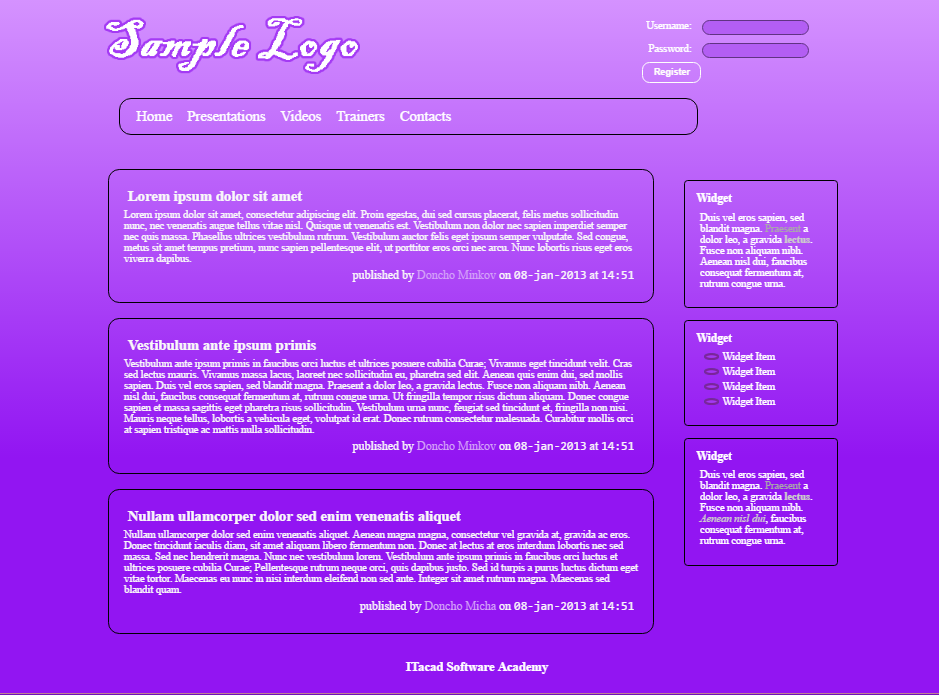 Sample Logo
Username:
Password:
Register
Home Presentations Videos Trainers Contacts
Lorem ipsum dolor sit amet
Lorem ipsum dolor sit amet, consectetur adipiscing elit. Proin egestas, dui sed cursus placerat, felis metus sollicitudin
nunc, nec venenatis augue tellus vitae nisl. Quisque ut venenatis est. Vestibulum non dolor nec sapien imperdiet semper
nec quis massa. Phasellus ultrices vestibulum rutrum. Vestibulum auctor felis eget ipsum semper vulputate. Sed congue,
metus sit amet tempus pretium, nunc sapien pellentesque elit, ut porttitor eros orci nec arcu. Nunc lobortis risus eget eros
viverra dapibus.
published by Doncho Minkov on 08-jan-2013 at 14:51
Vestibulum ante ipsum primis
Vestibulum ante ipsum primis in faucibus orci luctus et ultrices posuere cubilia Curae; Vivamus eget tincidunt velit. Cras
sed lectus mauris. Vivamus massa lacus, laoreet nec sollicitudin eu, pharetra sed elit. Aenean quis enim dui, sed mollis
sapien. Duis vel eros sapien, sed blandit magna. Praesent a dolor leo, a gravida lectus. Fusce non aliquam nibh. Aenean
nisl dui, faucibus consequat fermentum at, rutrum congue urna. Ut fringilla tempor risus dictum aliquam. Donec congue
sapien et massa sagittis eget pharetra risus sollicitudin. Vestibulum urna nunc, feugiat sed tincidunt et, fringilla non nisi.
Mauris neque tellus, lobortis a vehicula eget, volutpat id erat. Donec rutrum consectetur malesuada. Curabitur mollis orci
at sapien tristique ac mattis nulla sollicitudin.
published by Doncho Minkov on 08-jan-2013 at 14:51
Nullam ullamcorper dolor sed enim venenatis aliquet
Nullam ullamcorper dolor sed enim venenatis aliquet. Aenean magna magna, consectetur vel gravida at, gravida ac eros.
Donec tincidunt iaculis diam, sit amet aliquam libero fermentum non. Donec at lectus at eros interdum lobortis nec sed
massa. Sed nec hendrerit magna. Nunc nec vestibulum lorem. Vestibulum ante ipsum primis in faucibus orci luctus et
ultrices posuere cubilia Curae; Pellentesque rutrum neque orci, quis dapibus justo. Sed id turpis a purus luctus dictum eget
vitae tortor. Maecenas eu nunc in nisi interdum eleifend non sed ante. Integer sit amet rutrum magna. Maecenas sed
blandit quam.
published by Doncho Micha on 08-jan-2013 at 14:51
Widget
Duis vel eros sapien, sed
blandit magna. Praesent a
dolor leo, a gravida lectus.
Fusce non aliquam nibh.
Aenean nisl dui, faucibus
consequat fermentum at,
rutrum congue urna.
Widget
Widget Item
Widget Item
Widget Item
Widget Item
Widget
Duis vel eros sapien, sed
blandit magna. Praesent a
dolor leo, a gravida lectus.
Fusce non aliquam nibh.
Aenean nisl dui, faucibus
consequat fermentum at,
rutrum congue urna.
ITacad Software Academy